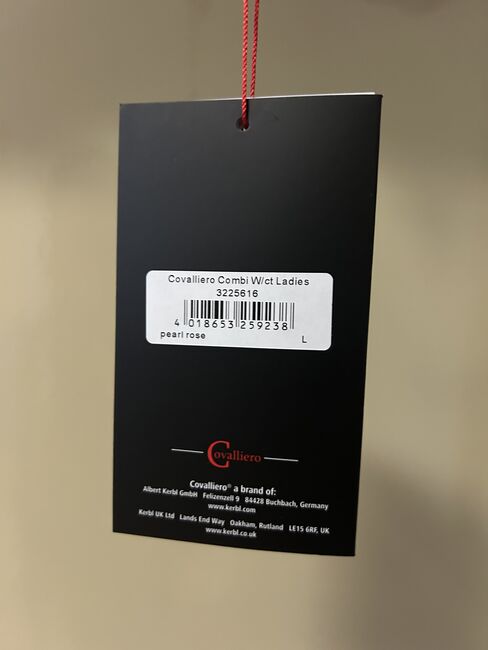 Covalliero Combi W/ct Ladies
3225616
4 018653 259238
pearl rose L
Covalliero
Covalliero® a brand of:
Albert Kerbl GmbH Felizenzell 9 84428 Buchbach, Germany
www.kerbl.com
Kerbl UK Ltd Lands End Way Oakham, Rutland LE15 6RF, UK
www.kerbl.co.uk